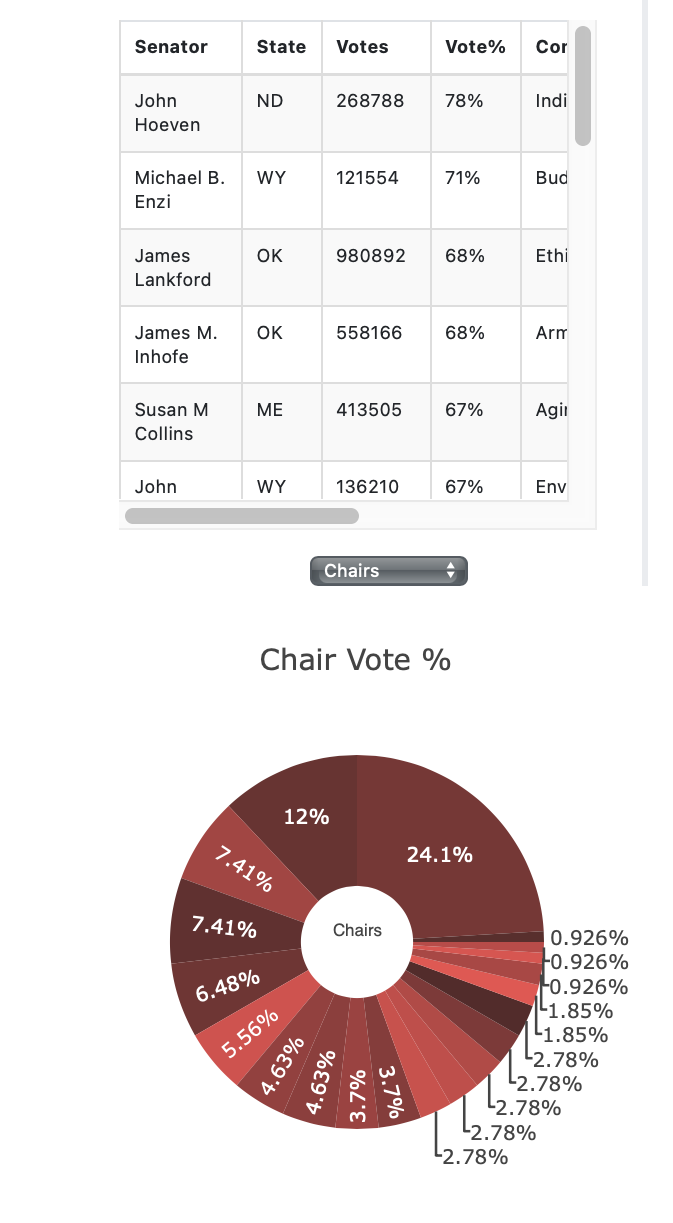 Senator State Votes Vote% Cor
John Hoeven ND 268788 78% Indi
Michael B. Enzi WY 121554 71% Bud
James Lankford OK 980892 68% Ethi
James M. Inhofe OK 558166 68% Arm
Susan M Collins ME 413505 67% Agin
John WY 136210 67% Env
Chairs
Chair Vote %
12%
24.1%
7.41%
7.41%
Chairs
0.926%
0.926%
0.926%
6.48%
1.85%
5.56%
1.85%
4.63%
4.63%
3.7%
3.7%
2.78%
2.78%
2.78%
2.78%
2.78%